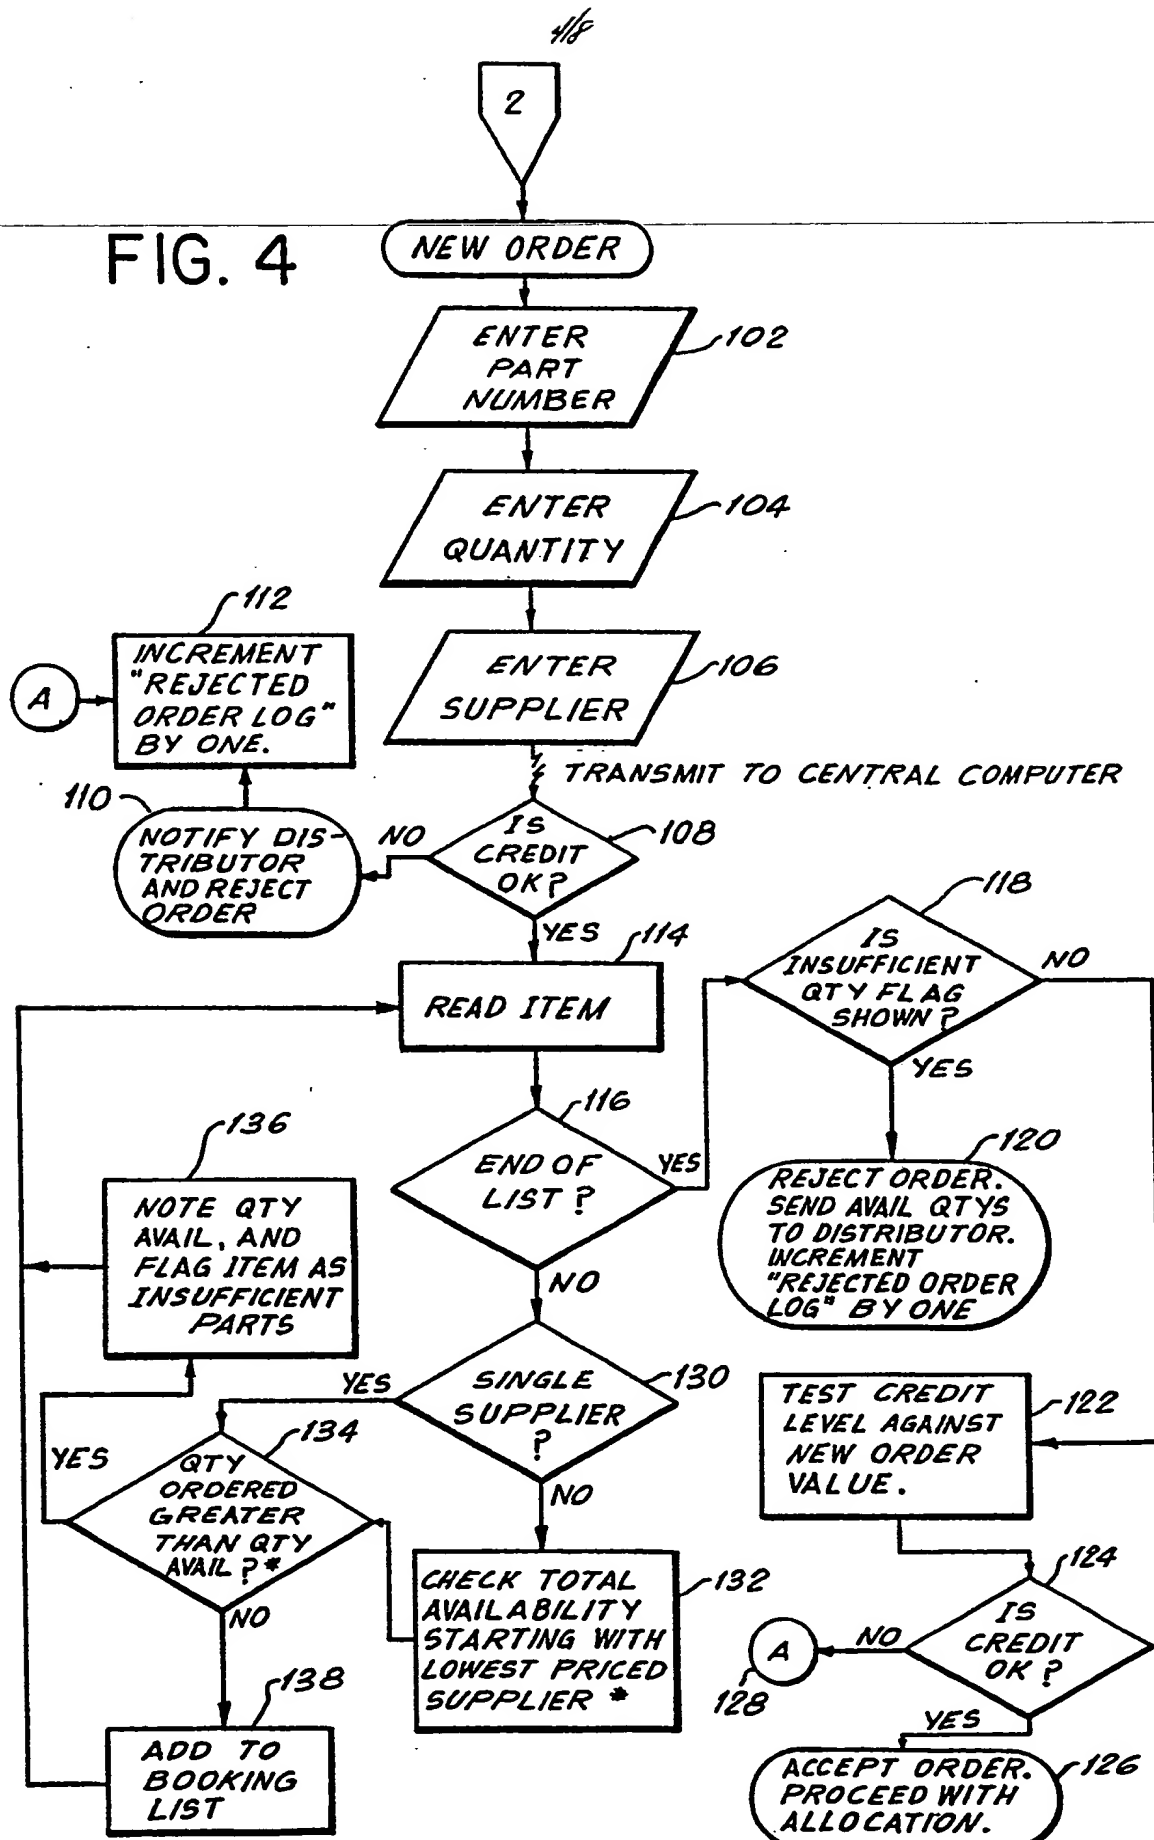 4/8
2
FIG. 4
NEW ORDER
ENTER
PART
NUMBER
102
ENTER
QUANTITY
104
112
INCREMENT
"REJECTED
ORDER LOG"
BY ONE.
A
ENTER
SUPPLIER
106
TRANSMIT TO CENTRAL COMPUTER
110
NOTIFY DIS-
TRIBUTOR
AND REJECT
ORDER
NO
IS
CREDIT
OK?
108
YES
114
READ ITEM
118
IS
INSUFFICIENT
QTY FLAG
SHOWN?
NO
YES
116
END OF
LIST?
YES
NO
120
REJECT ORDER.
SEND AVAIL QTYS
TO DISTRIBUTOR.
INCREMENT
"REJECTED ORDER
LOG" BY ONE
136
NOTE QTY
AVAIL, AND
FLAG ITEM AS
INSUFFICIENT
PARTS
YES
SINGLE
SUPPLIER
?
130
NO
TEST CREDIT
LEVEL AGAINST
NEW ORDER
VALUE.
122
YES
134
QTY
ORDERED
GREATER
THAN QTY
AVAIL?*
NO
CHECK TOTAL
AVAILABILITY
STARTING WITH
LOWEST PRICED
SUPPLIER *
132
124
IS
CREDIT
OK?
NO
A
128
YES
138
ADD TO
BOOKING
LIST
ACCEPT ORDER.
PROCEED WITH
ALLOCATION.
126